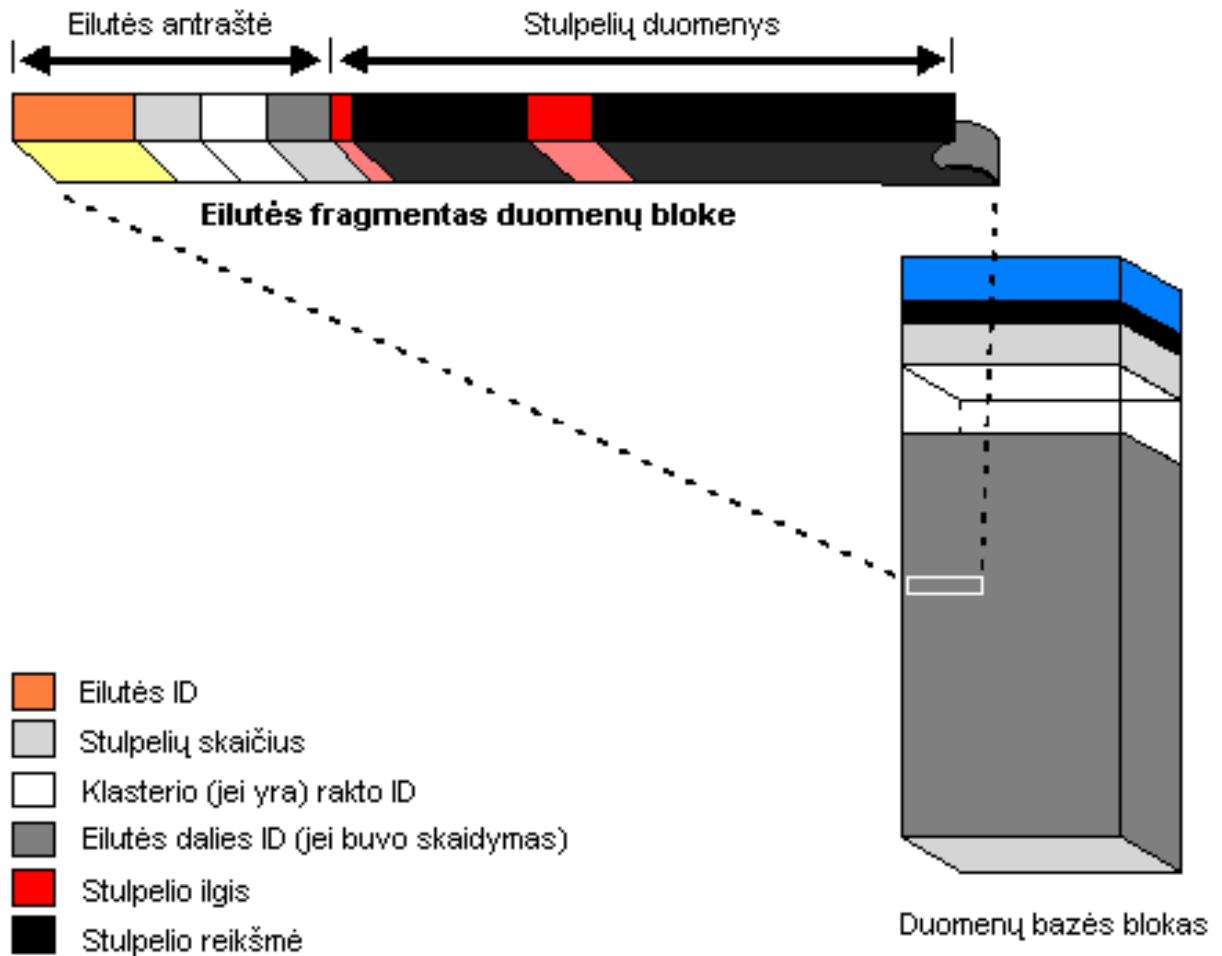 Eilutės antraštė
Stulpelių duomenys
Eilutės fragmentas duomenų bloke
Eilutės ID
Stulpelių skaičius
Klasterio (jei yra) rakto ID
Eilutės dalies ID (jei buvo skaidymas)
Stulpelio ilgis
Stulpelio reikšmė
Duomenų bazės blokas